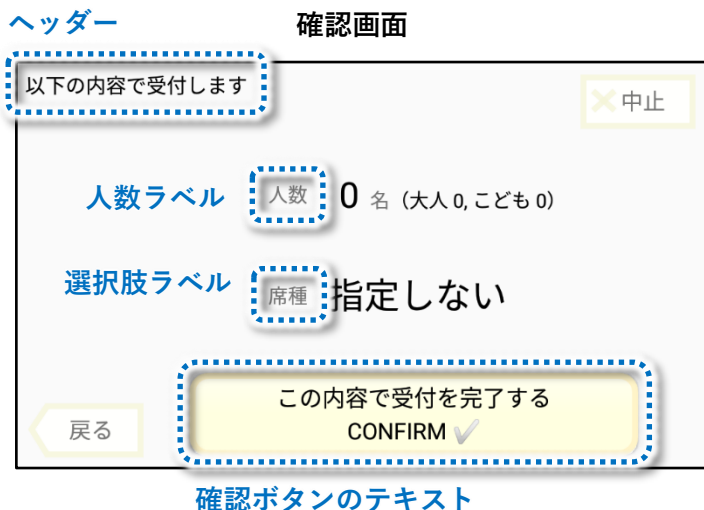 ヘッダー
確認画面
以下の内容で受付します
中止
人数ラベル
人数
0 名 (大人 0, こども 0)
選択肢ラベル
席種
指定しない
この内容で受付を完了する
CONFIRM
戻る
確認ボタンのテキスト